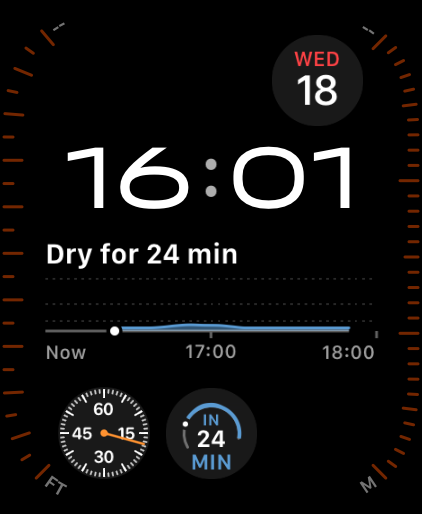 --
--
WED
18
16:01
Dry for 24 min
Now 17:00 18:00
60
45 15
30
IN
24
MIN
FT
M